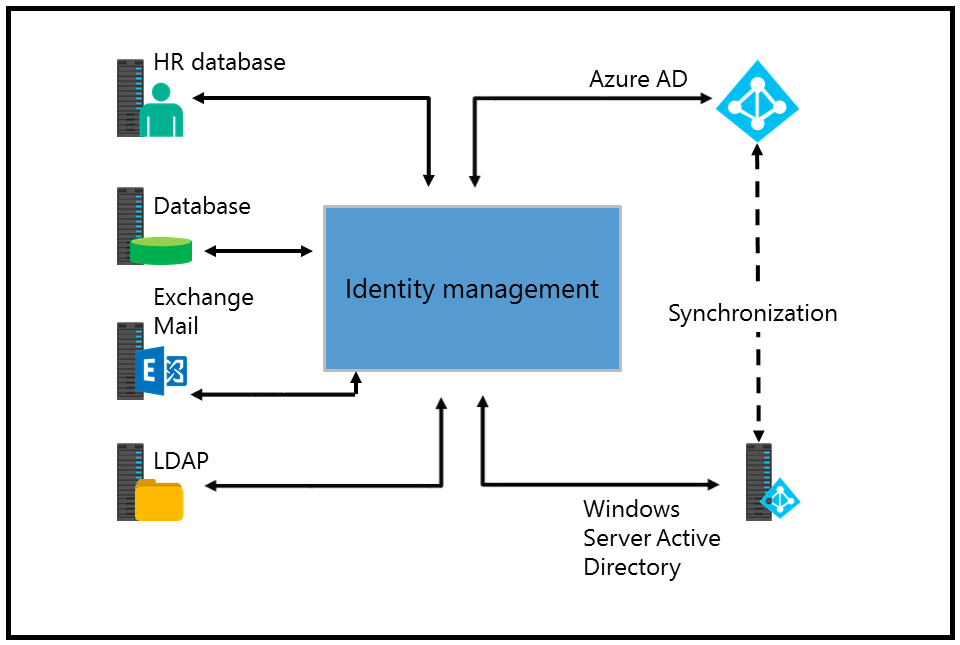 HR database
Azure AD
Database
Exchange
Mail
Identity management
Synchronization
E
LDAP
Windows
Server Active
Directory